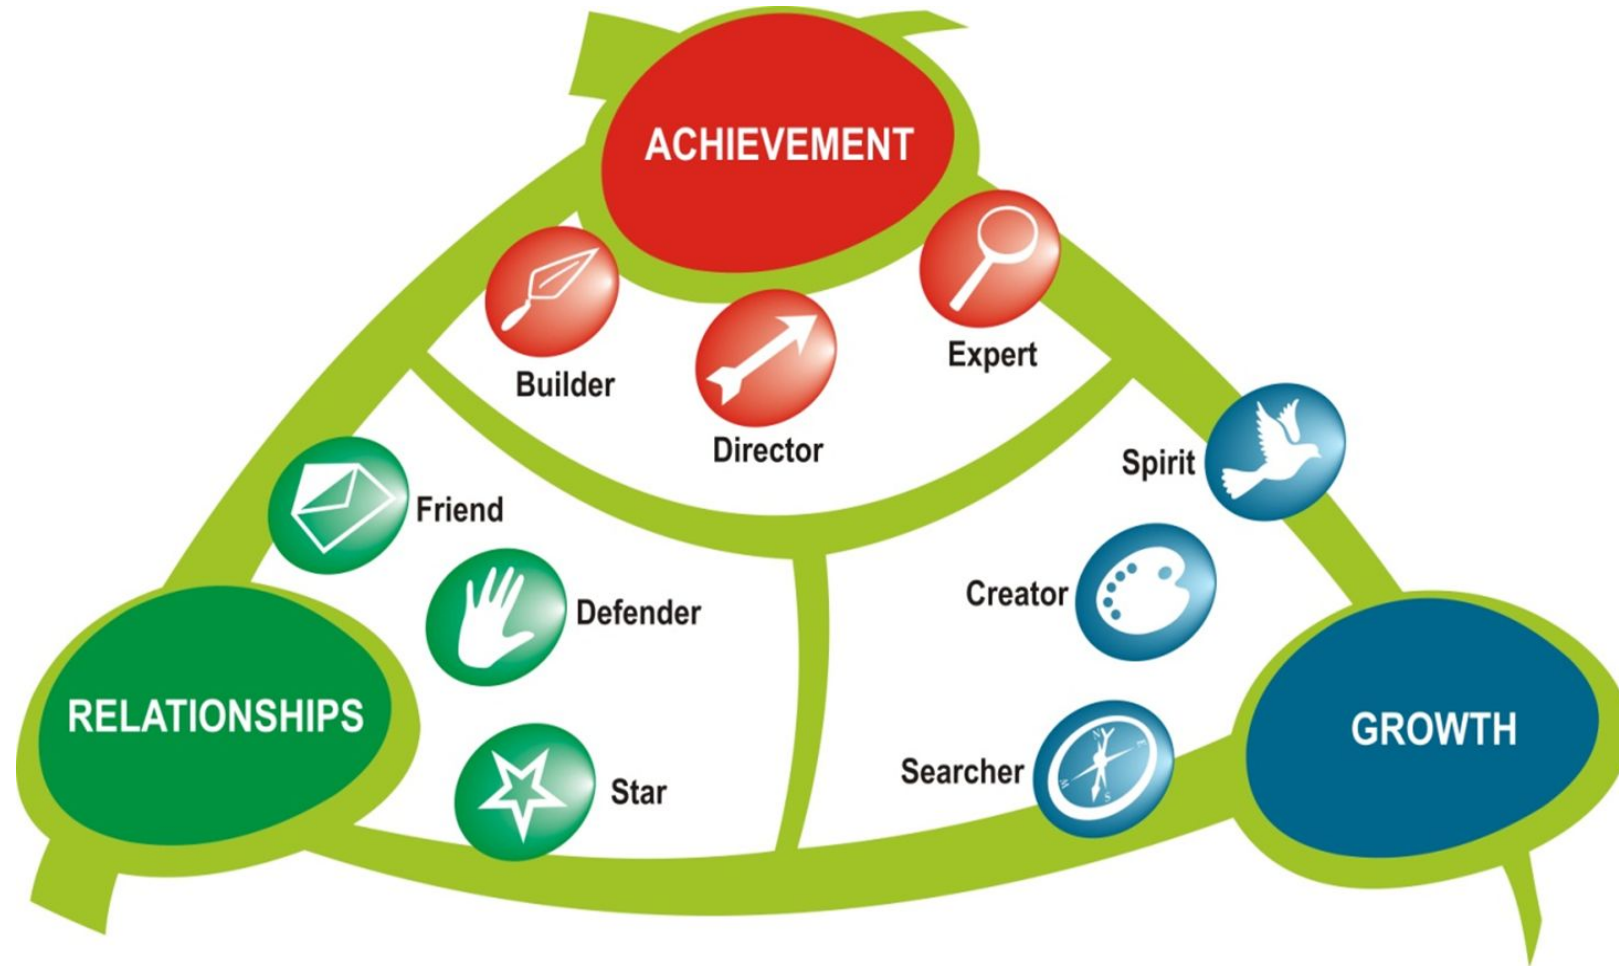 ACHIEVEMENT
Builder
Director
Expert
Friend
Defender
Star
RELATIONSHIPS
Spirit
Creator
Searcher
GROWTH
N
E
S
W